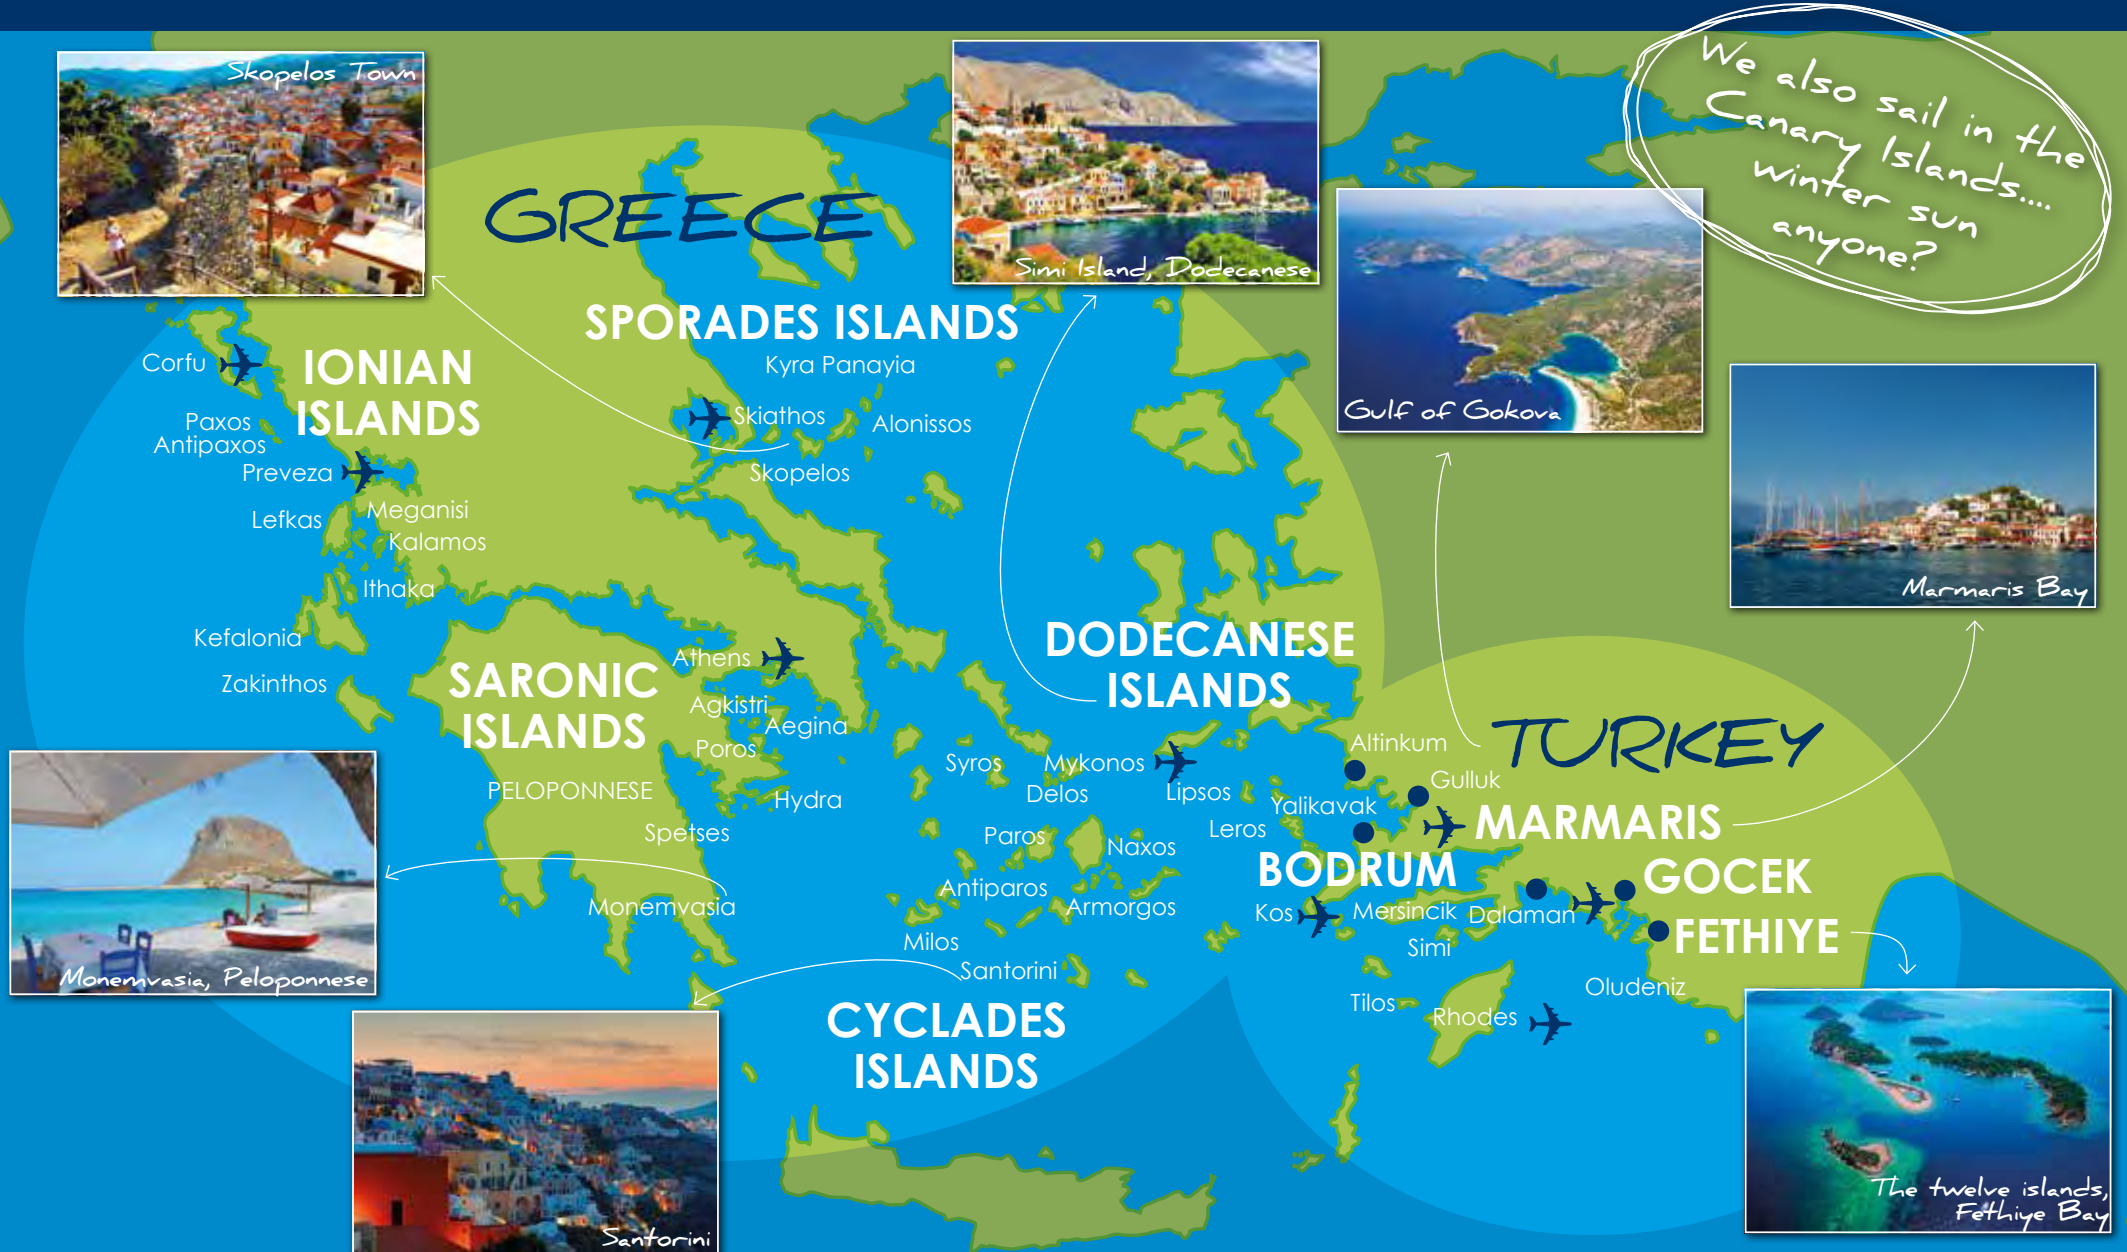 Skopelos Town
GREECE
Simi Island, Dodecanese
We also sail in the
Canary Islands....
winter sun
anyone?
Gulf of Gokova
Marmaris Bay
SPORADES ISLANDS
Kyra Panayia
Skiathos
Alonissos
Skopelos
Corfu
IONIAN
ISLANDS
Paxos
Antipaxos
Preveza
Lefkas
Meganisi
Kalamos
Ithaka
Kefalonia
Zakinthos
SARONIC
ISLANDS
Athens
Agkistri
Aegina
Poros
PELOPONNESE
Hydra
Spetses
Monemvasia
Monemvasia, Peloponnese
DODECANESE
ISLANDS
Syros
Mykonos
Delos
Lipsos
Leros
Paros
Naxos
Antiparos
Armorgos
Milos
Santorini
CYCLADES
ISLANDS
Santorini
TURKEY
Altinkum
Gulluk
Yalikavak
MARMARIS
BODRUM
GOCEK
Kos
Mersincik
Dalaman
FETHIYE
Simi
Oludeniz
Tilos
Rhodes
The twelve islands,
Fethiye Bay